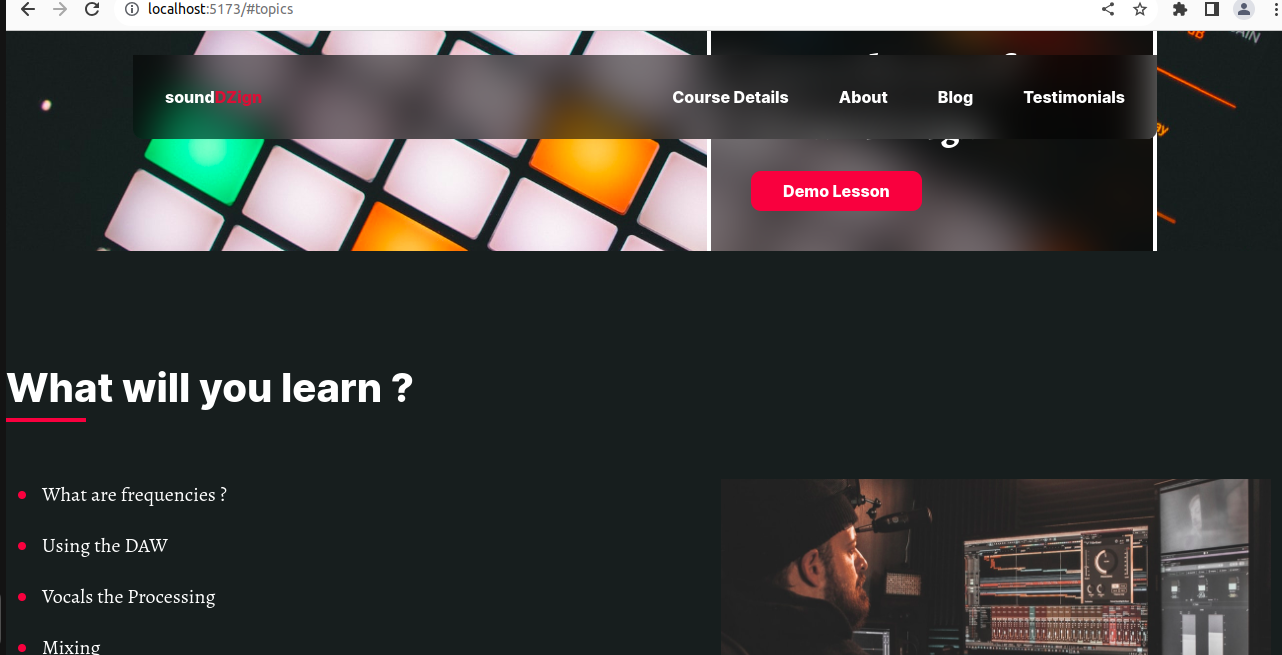 localhost:5173/#topics
soundDZign
Course Details
About
Blog
Testimonials
Demo Lesson
What will you learn ?
What are frequencies ?
Using the DAW
Vocals the Processing
Mixing